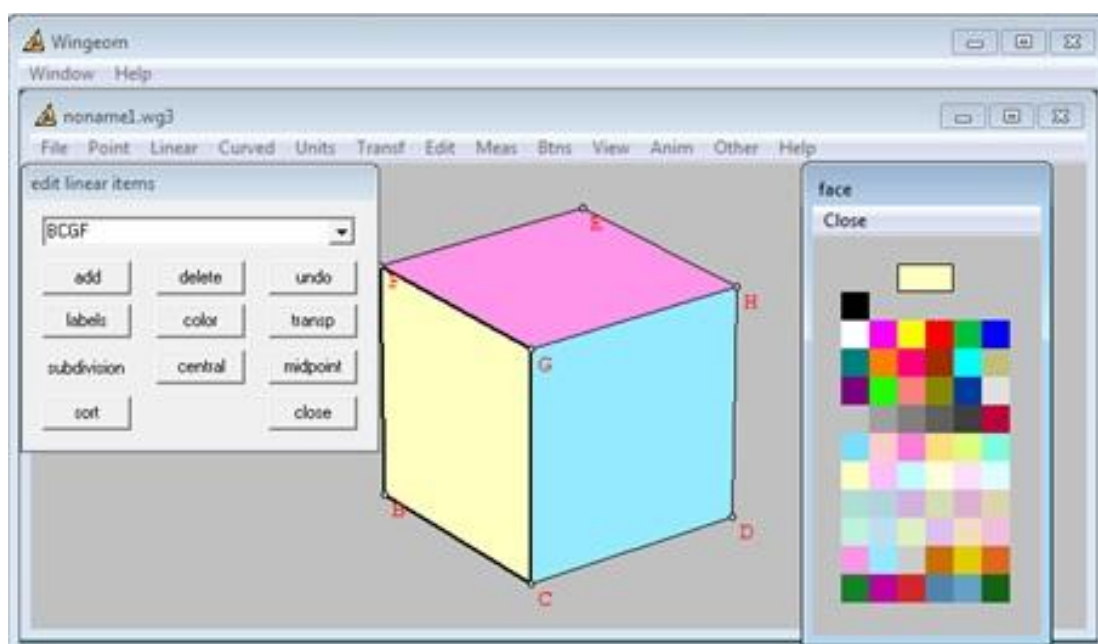 Wingeom
Window Help
noname1.wg3
File Point Linear Curved Units Transf Edit Meas Btns View Anim Other Help
edit linear items
BCGF
add delete undo
labels color transp
subdivision central midpoint
sort close
face
Close
E
F
H
G
B
D
C